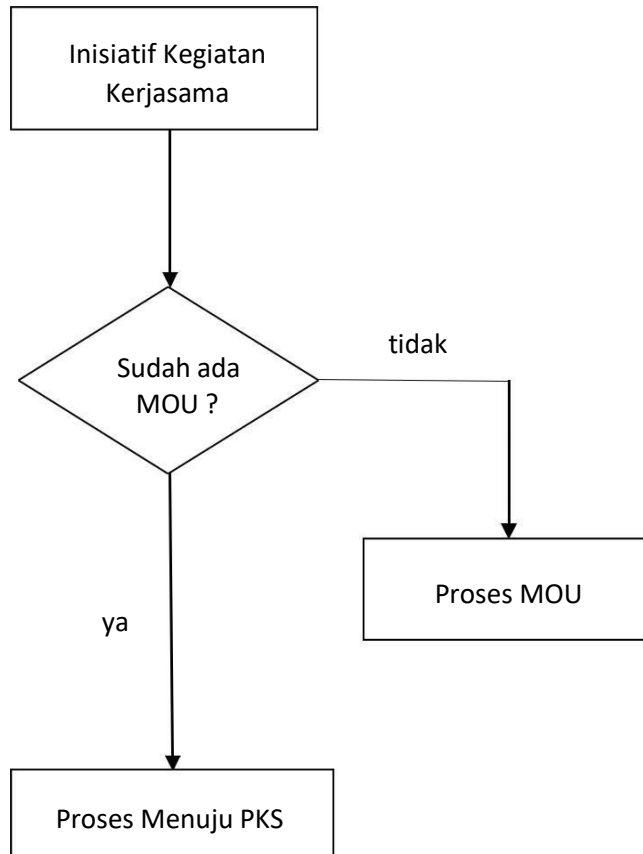 Inisiatif Kegiatan
Kerjasama
Sudah ada
MOU ?
tidak
Proses MOU
ya
Proses Menuju PKS